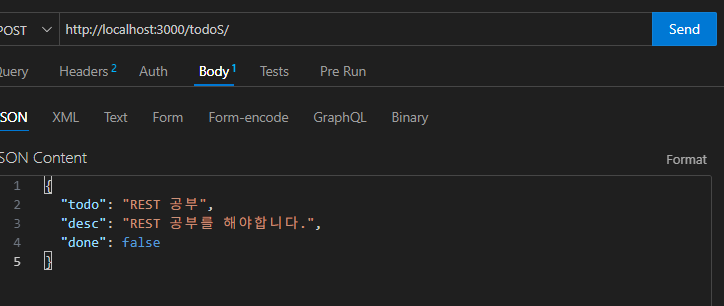 POST http://localhost:3000/todoS/ Send
Query Headers 2 Auth Body 1 Tests Pre Run
JSON XML Text Form Form-encode GraphQL Binary
JSON Content Format
1 {
2 "todo": "REST 공부",
3 "desc": "REST 공부를 해야합니다.",
4 "done": false
5 }